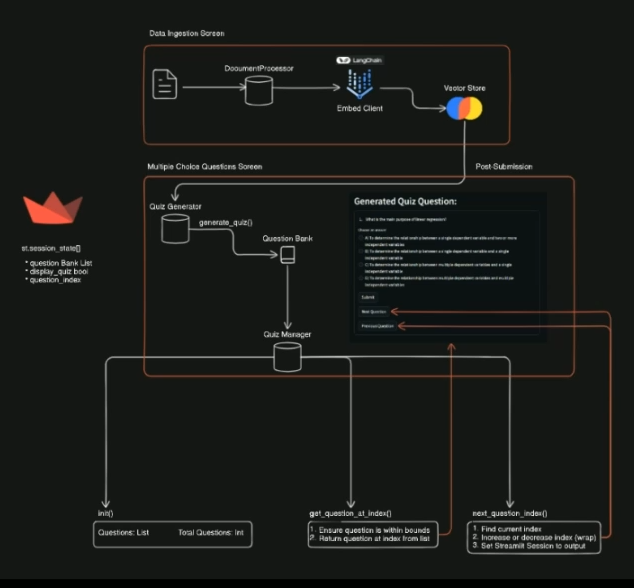 Data Ingestion Screen
DocumentProcessor
LangChain
Embed Client
Vector Store
Multiple Choice Questions Screen
Post-Submission
Quiz Generator
generate_quiz()
Question Bank
Quiz Manager
st.session_state[]
* question Bank List
* display_quiz bool
* question_index
Generated Quiz Question:
1. What is the main purpose of linear regression?
Choose an answer
A) To determine the relationship between a single dependent variable and two or more
independent variables
B) To determine the relationship between a single dependent variable and a single
independent variable
C) To determine the relationship between multiple dependent variables and a single
independent variable
D) To determine the relationship between multiple dependent variables and multiple
independent variables
Submit
Next Question
Previous Question
init()
Questions: List
Total Questions: Int
get_question_at_index()
1. Ensure question is within bounds
2. Return question at index from list
next_question_index()
1. Find current index
2. Increase or decrease index (wrap)
3. Set Streamlit Session to output